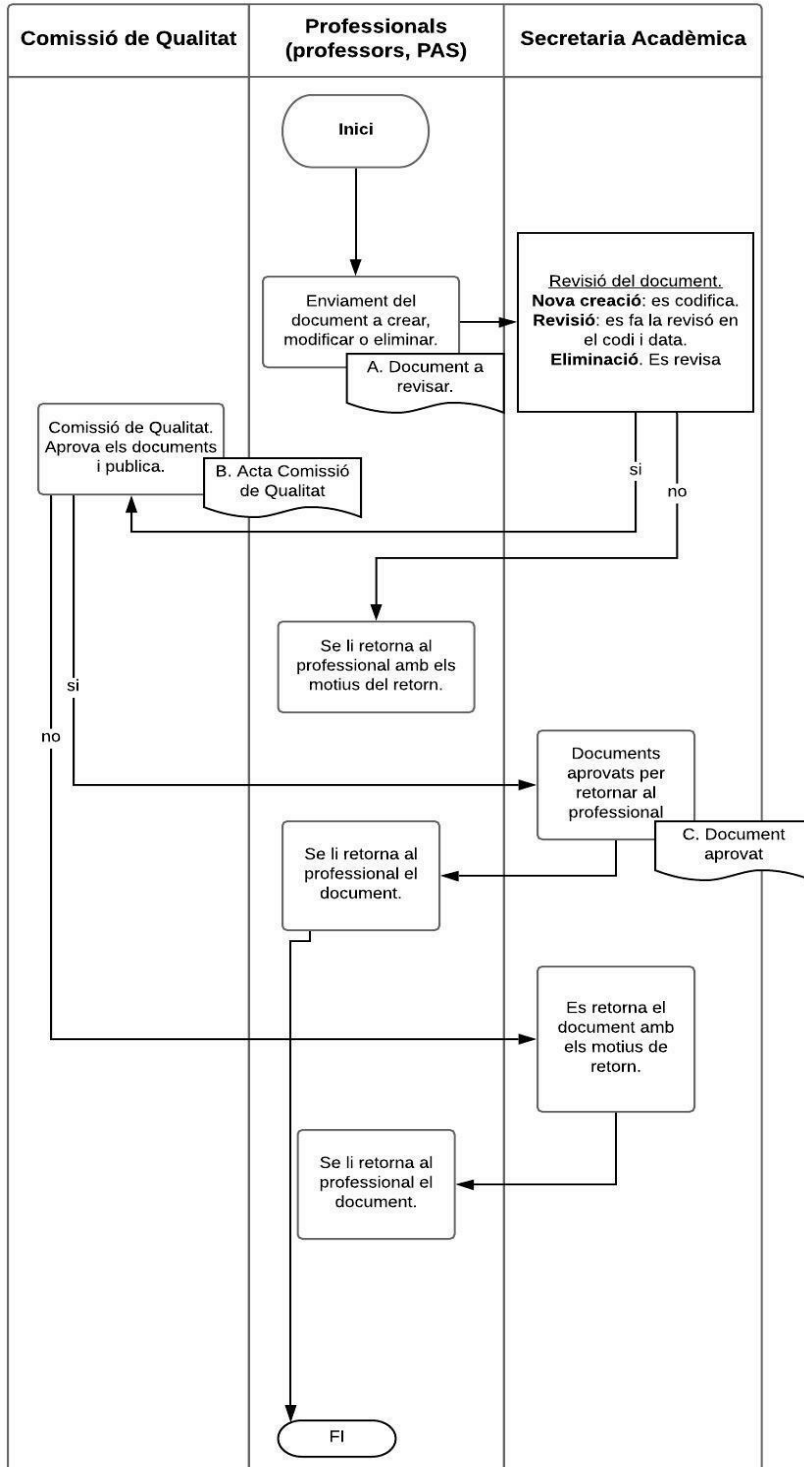 Comissió de Qualitat
Professionals
(professors, PAS)
Secretaria Acadèmica
Inici
Enviament del
document a crear,
modificar o eliminar.
A. Document a
revisar.
Revisió del document.
Nova creació: es codifica.
Revisió: es fa la revisó en
el codi i data.
Eliminació. Es revisa
Comissió de Qualitat.
Aprova els documents
i publica.
B. Acta Comissió
de Qualitat
si
no
Se li retorna al
professional amb els
motius del retorn.
si
no
Documents
aprovats per
retornar al
professional
C. Document
aprovat
Se li retorna al
professional el
document.
Es retorna el
document amb
els motius de
retorn.
Se li retorna al
professional el
document.
FI